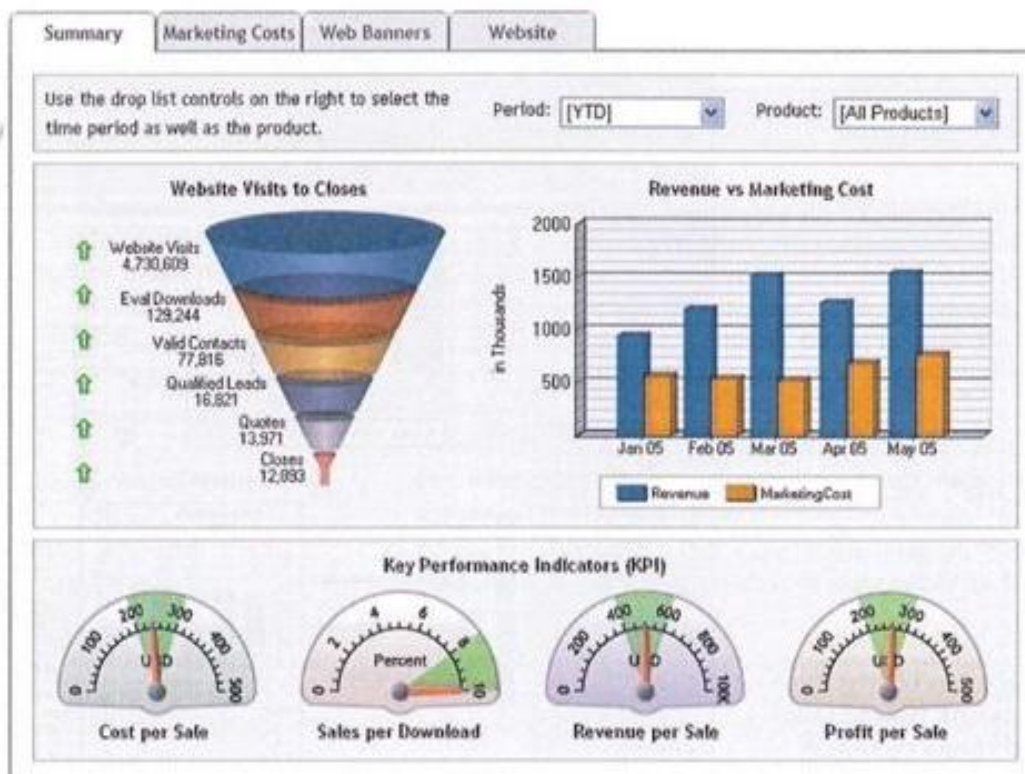 Summary
Marketing Costs
Web Banners
Website
Use the drop list controls on the right to select the
time period as well as the product.
Period: [YTD]
Product: [All Products]
Website Visits to Closes
Website Visits
4,730,609
Eval Downloads
129,244
Valid Contacts
77,816
Qualified Leads
16,821
Quotes
13,971
Closes
12,893
Revenue vs Marketing Cost
in Thousands
2000
1500
1000
500
Jan 05 Feb 05 Mar 05 Apr 05 May 05
Revenue MarketingCost
Key Performance Indicators (KPI)
0 100 200 300 400 500
USD
Cost per Sale
0 2 4 6 8 10
Percent
Sales per Download
0 200 400 600 800 1000
USD
Revenue per Sale
0 100 200 300 400 500
USD
Profit per Sale